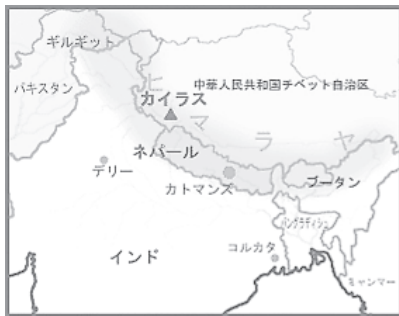 ギルギット
パキスタン
ヒマラヤ
中華人民共和国チベット自治区
カイラス
ネパール
デリー
カトマンズ
ブータン
バングラディシュ
インド
コルカタ
ミャンマー